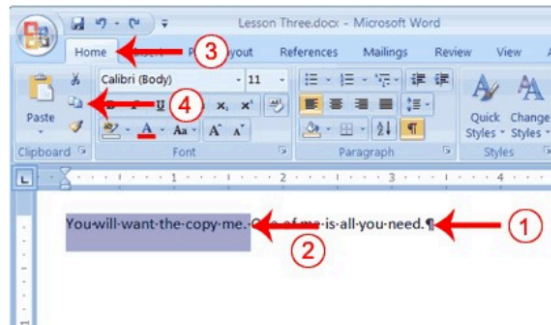 Lesson Three.docx - Microsoft Word
Home References Mailings Review View
3
Calibri (Body) 11
4
Paste
Quick Styles Change Styles
Clipboard Font Paragraph Styles
1 2 3 4
You will want the copy me. is all you need.¶
1
2